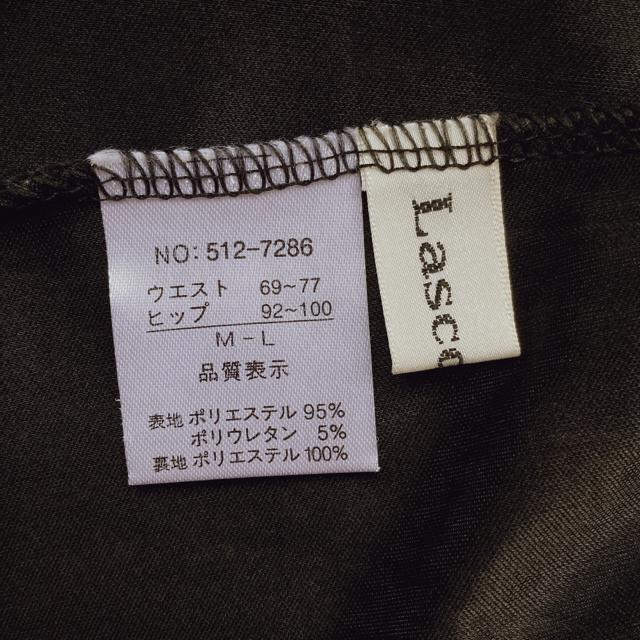 NO: 512-7286
ウエスト 69~77
ヒップ 92~100
M-L
品質表示
表地 ポリエステル 95%
ポリウレタン 5%
裏地 ポリエステル 100%
Lasc